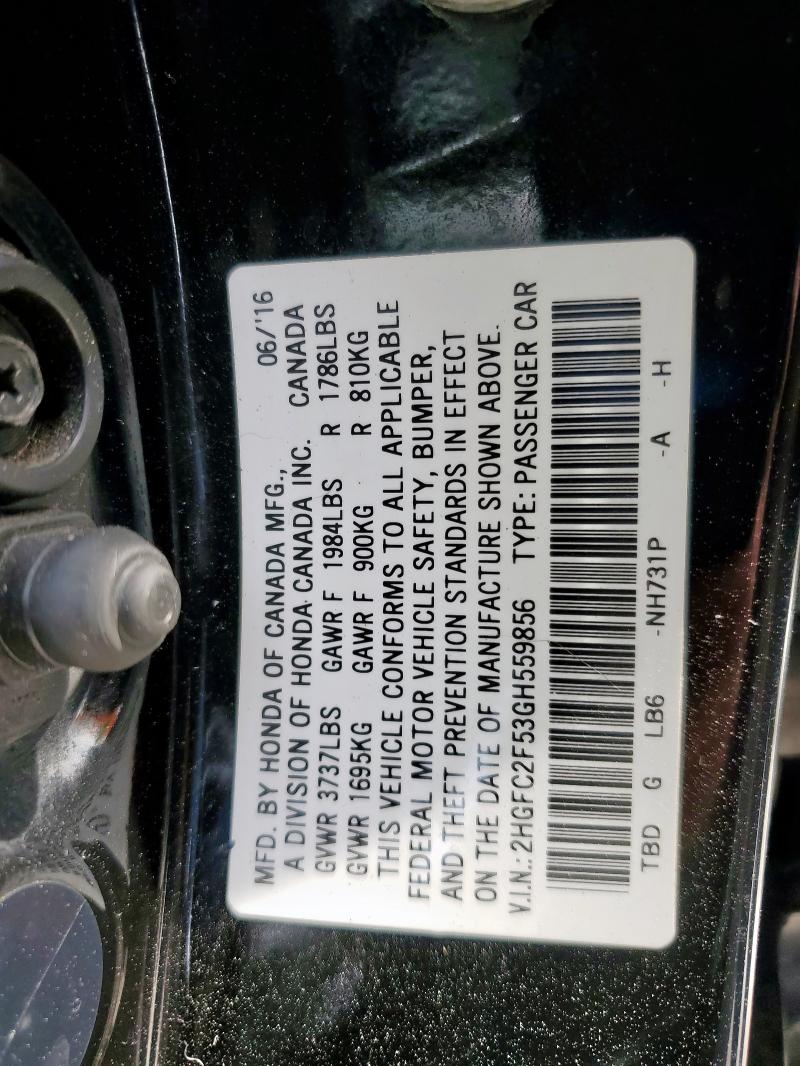 MFD. BY HONDA OF CANADA MFG., 06/'16
A DIVISION OF HONDA CANADA INC. CANADA
GVWR 3737LBS GAWR F 1984LBS R 1786LBS
GVWR 1695KG GAWR F 900KG R 810KG
THIS VEHICLE CONFORMS TO ALL APPLICABLE
FEDERAL MOTOR VEHICLE SAFETY, BUMPER,
AND THEFT PREVENTION STANDARDS IN EFFECT
ON THE DATE OF MANUFACTURE SHOWN ABOVE.
V.I.N.: 2HGFC2F53GH559856 TYPE: PASSENGER CAR
TBD G LB6 -NH731P -A -H